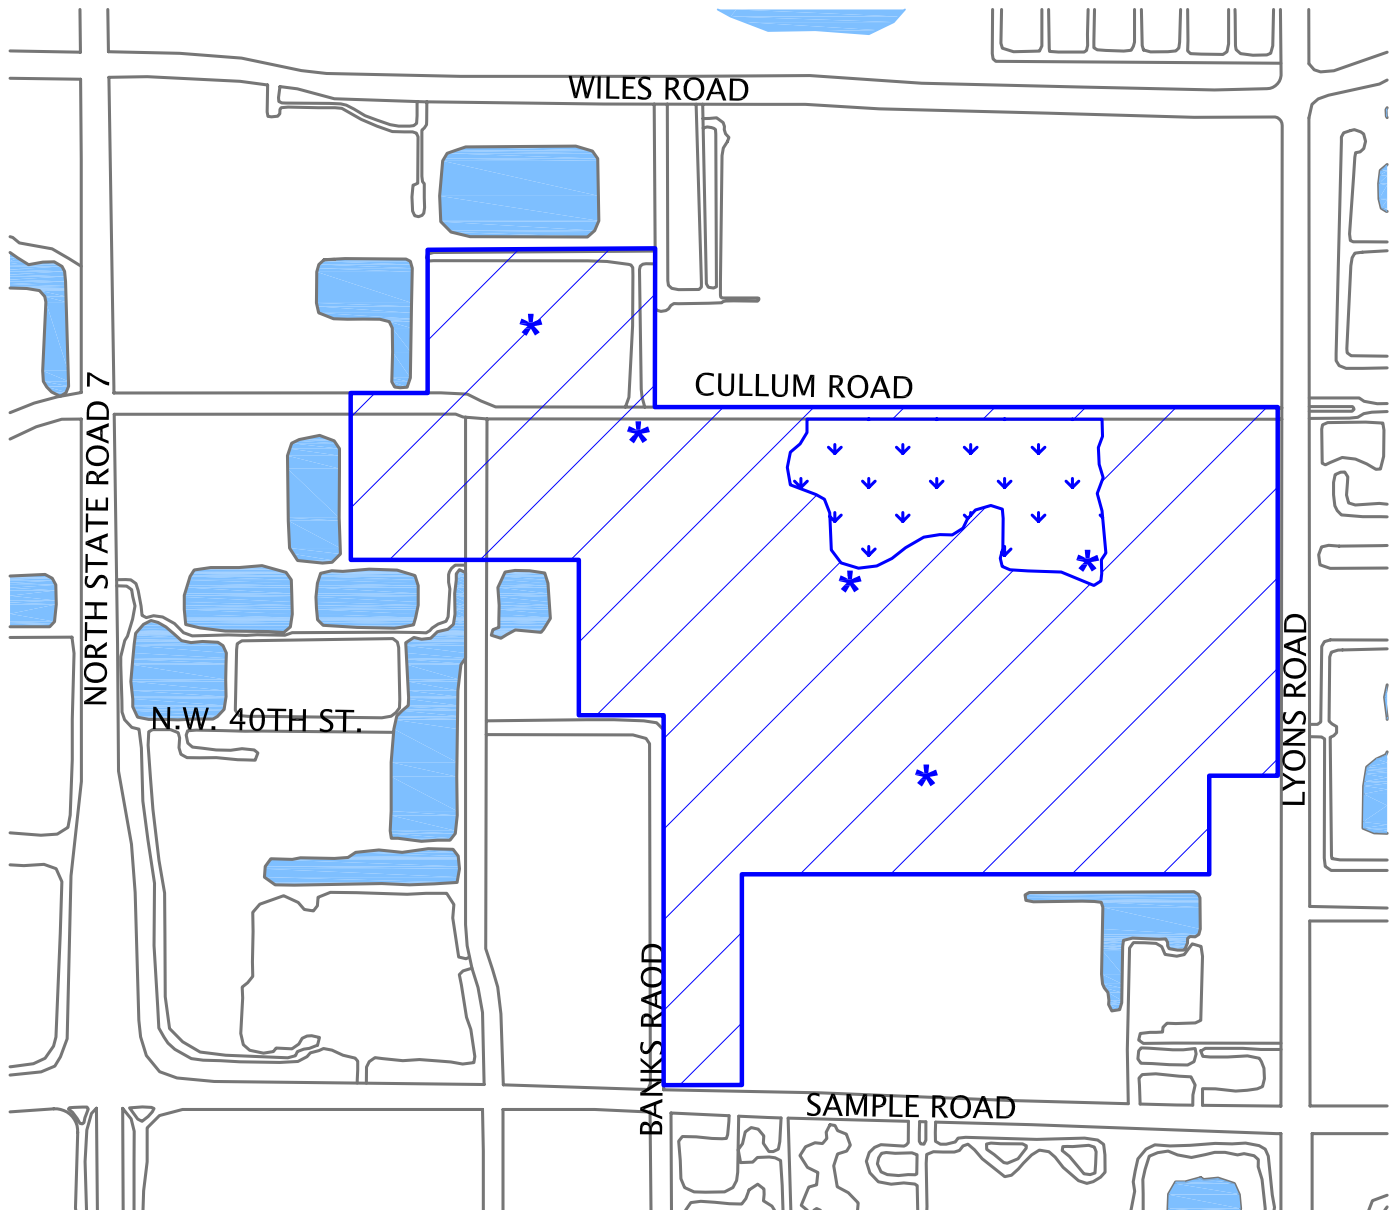 WILES ROAD
CULLUM ROAD
NORTH STATE ROAD 7
LYONS ROAD
N.W. 40TH ST.
BANKS RAOD
SAMPLE ROAD